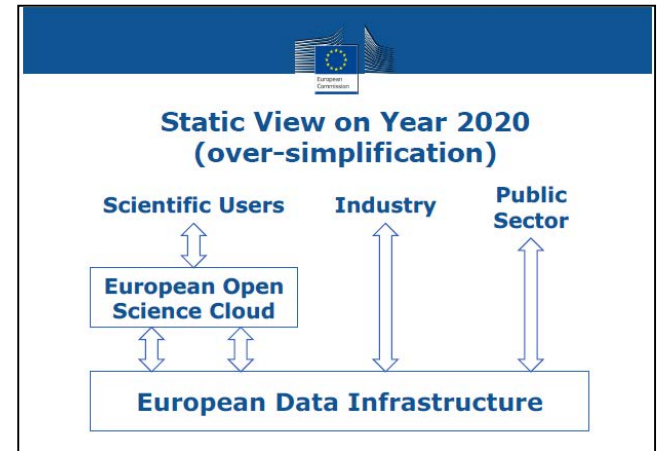 European
Commission
Static View on Year 2020
(over-simplification)
Scientific Users
Industry
Public
Sector
European Open
Science Cloud
European Data Infrastructure